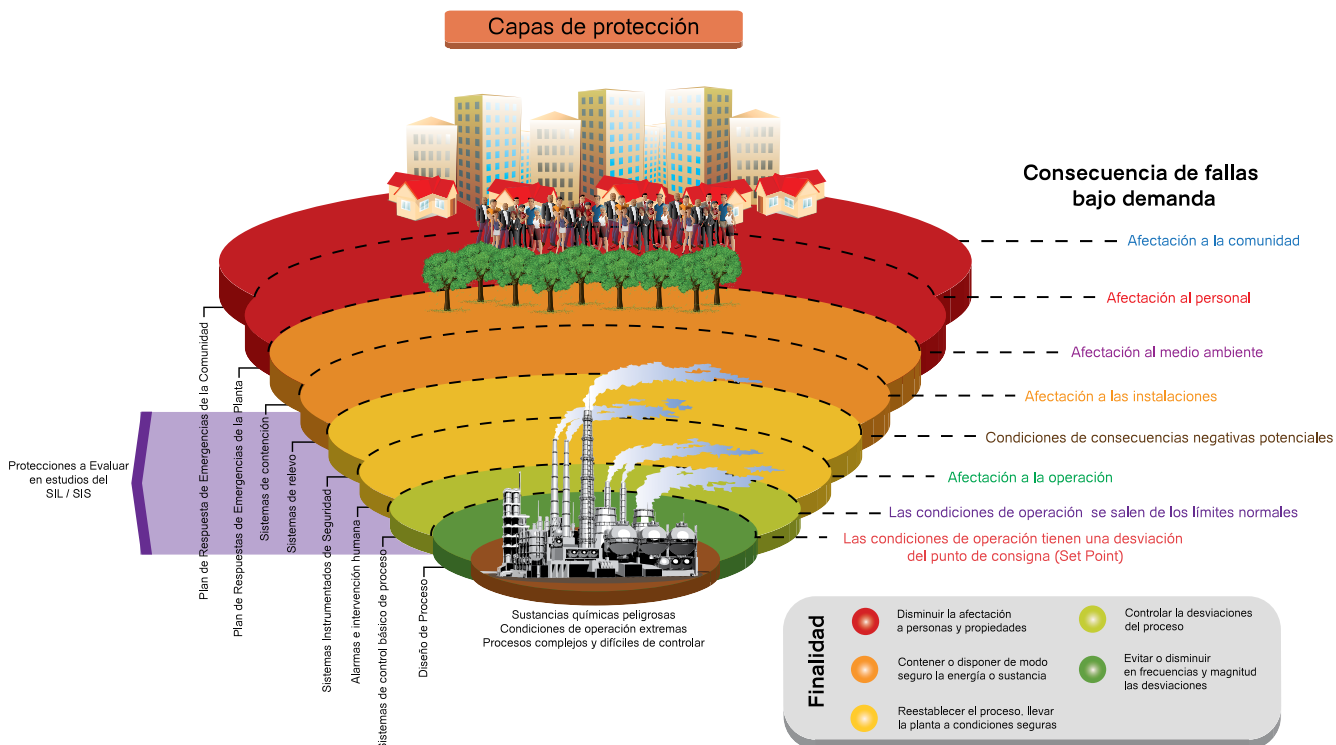 Capas de protección
Consecuencia de fallas
bajo demanda
Afectación a la comunidad
Afectación al personal
Afectación al medio ambiente
Afectación a las instalaciones
Condiciones de consecuencias negativas potenciales
Afectación a la operación
Las condiciones de operación se salen de los límites normales
Las condiciones de operación tienen una desviación
del punto de consigna (Set Point)
Protecciones a Evaluar
en estudios del
SIL / SIS
Plan de Respuesta de Emergencias de la Comunidad
Plan de Respuestas de Emergencias de la Planta
Sistemas de contención
Sistemas de relevo
Sistemas Instrumentados de Seguridad
Alarmas e intervención humana
Sistemas de control básico de proceso
Diseño de Proceso
Sustancias químicas peligrosas
Condiciones de operación extremas
Procesos complejos y difíciles de controlar
Finalidad
Disminuir la afectación
a personas y propiedades
Contener o disponer de modo
seguro la energía o sustancia
Reestablecer el proceso, llevar
la planta a condiciones seguras
Controlar la desviaciones
del proceso
Evitar o disminuir
en frecuencias y magnitud
las desviaciones